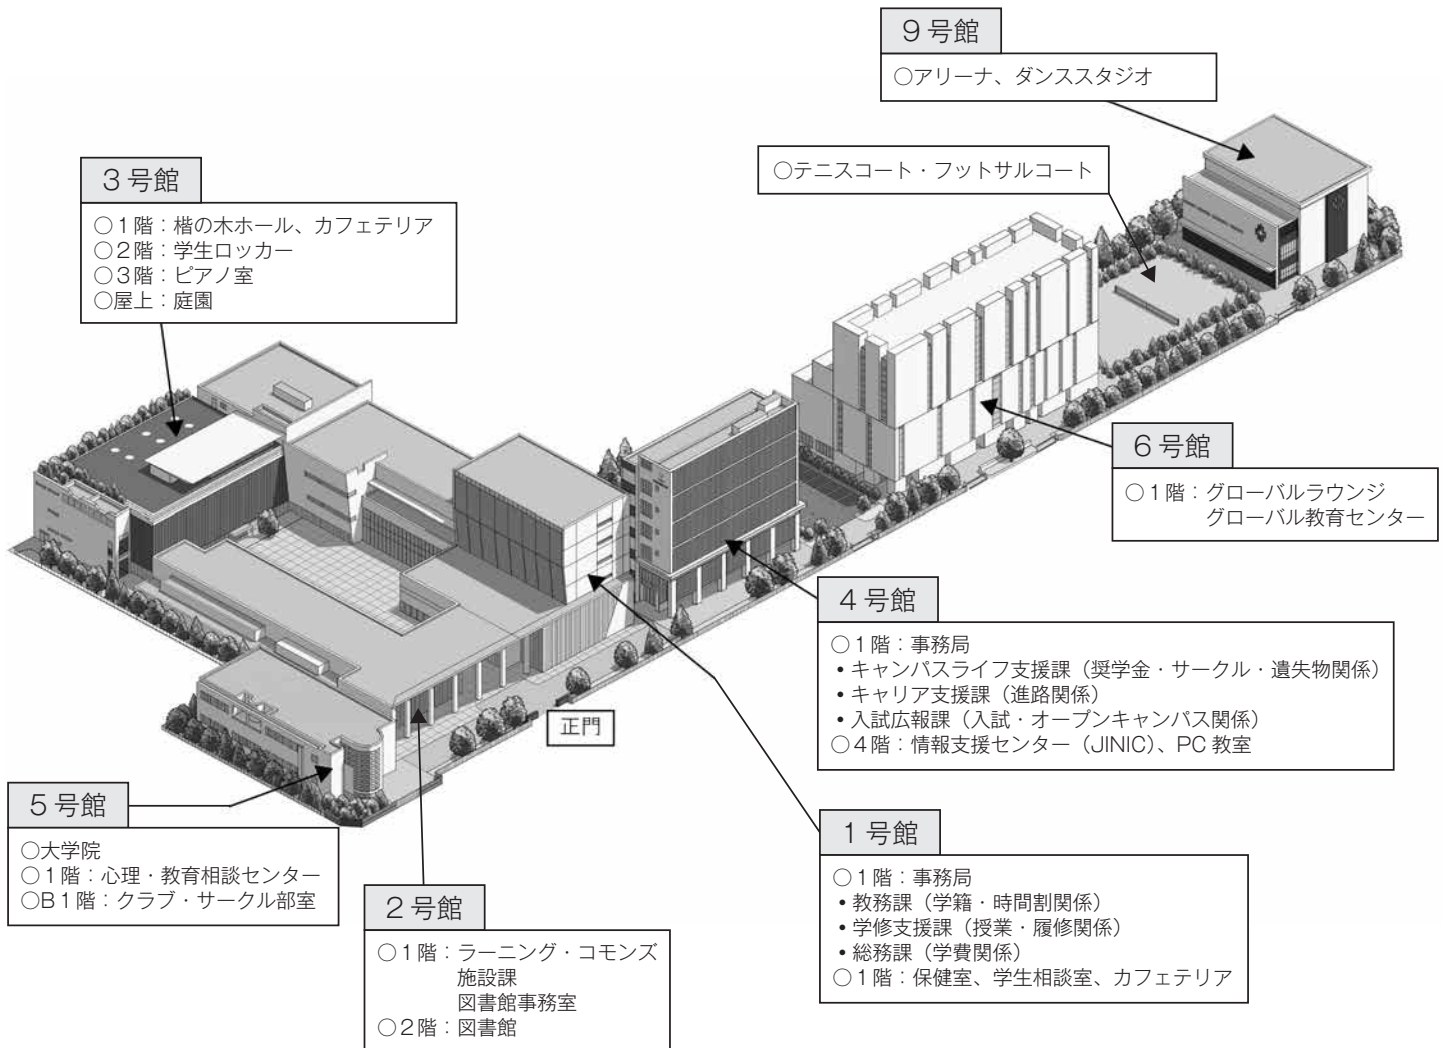 9号館
○アリーナ、ダンススタジオ
○テニスコート・フットサルコート
3号館
○1階：楷の木ホール、カフェテリア
○2階：学生ロッカー
○3階：ピアノ室
○屋上：庭園
6号館
○1階：グローバルラウンジ
グローバル教育センター
4号館
○1階：事務局
・キャンパスライフ支援課（奨学金・サークル・遺失物関係）
・キャリア支援課（進路関係）
・入試広報課（入試・オープンキャンパス関係）
○4階：情報支援センター（JINIC）、PC教室
正門
5号館
○大学院
○1階：心理・教育相談センター
○B1階：クラブ・サークル部室
2号館
○1階：ラーニング・コモンズ
施設課
図書館事務室
○2階：図書館
1号館
○1階：事務局
・教務課（学籍・時間割関係）
・学修支援課（授業・履修関係）
・総務課（学費関係）
○1階：保健室、学生相談室、カフェテリア